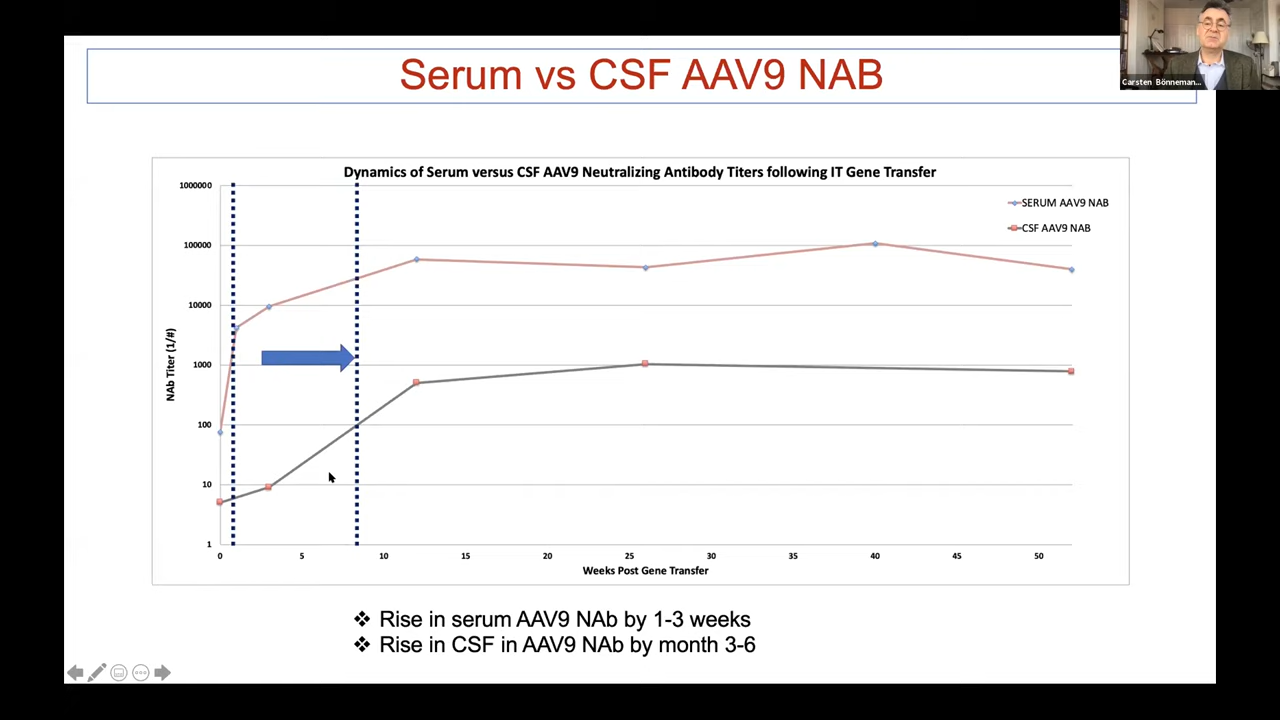 Serum vs CSF AAV9 NAB
Carsten Bönneman...
Dynamics of Serum versus CSF AAV9 Neutralizing Antibody Titers following IT Gene Transfer
SERUM AAV9 NAB
CSF AAV9 NAB
NAb Titer (1/#)
1000000
100000
10000
1000
100
10
1
0 5 10 15 20 25 30 35 40 45 50
Weeks Post Gene Transfer
❖ Rise in serum AAV9 NAb by 1-3 weeks
❖ Rise in CSF in AAV9 NAb by month 3-6